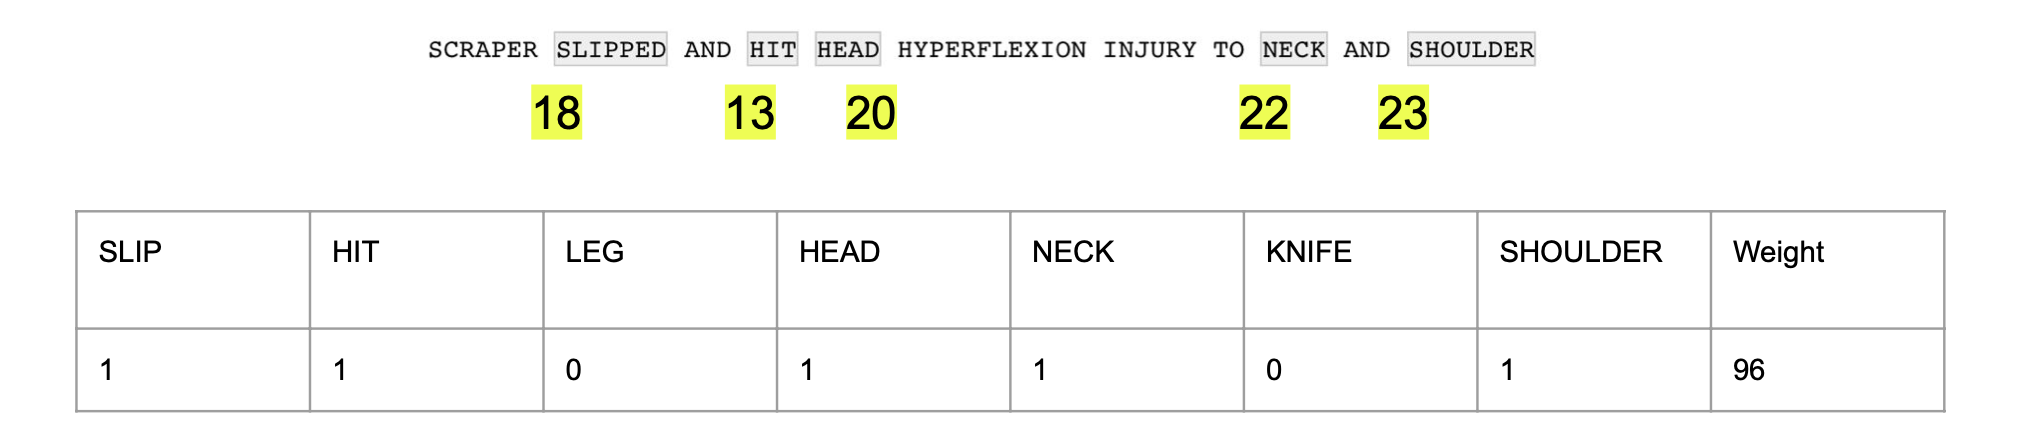 SCRAPER SLIPPED AND HIT HEAD HYPERFLEXION INJURY TO NECK AND SHOULDER
18 13 20 22 23
SLIP HIT LEG HEAD NECK KNIFE SHOULDER Weight
1 1 0 1 1 0 1 96